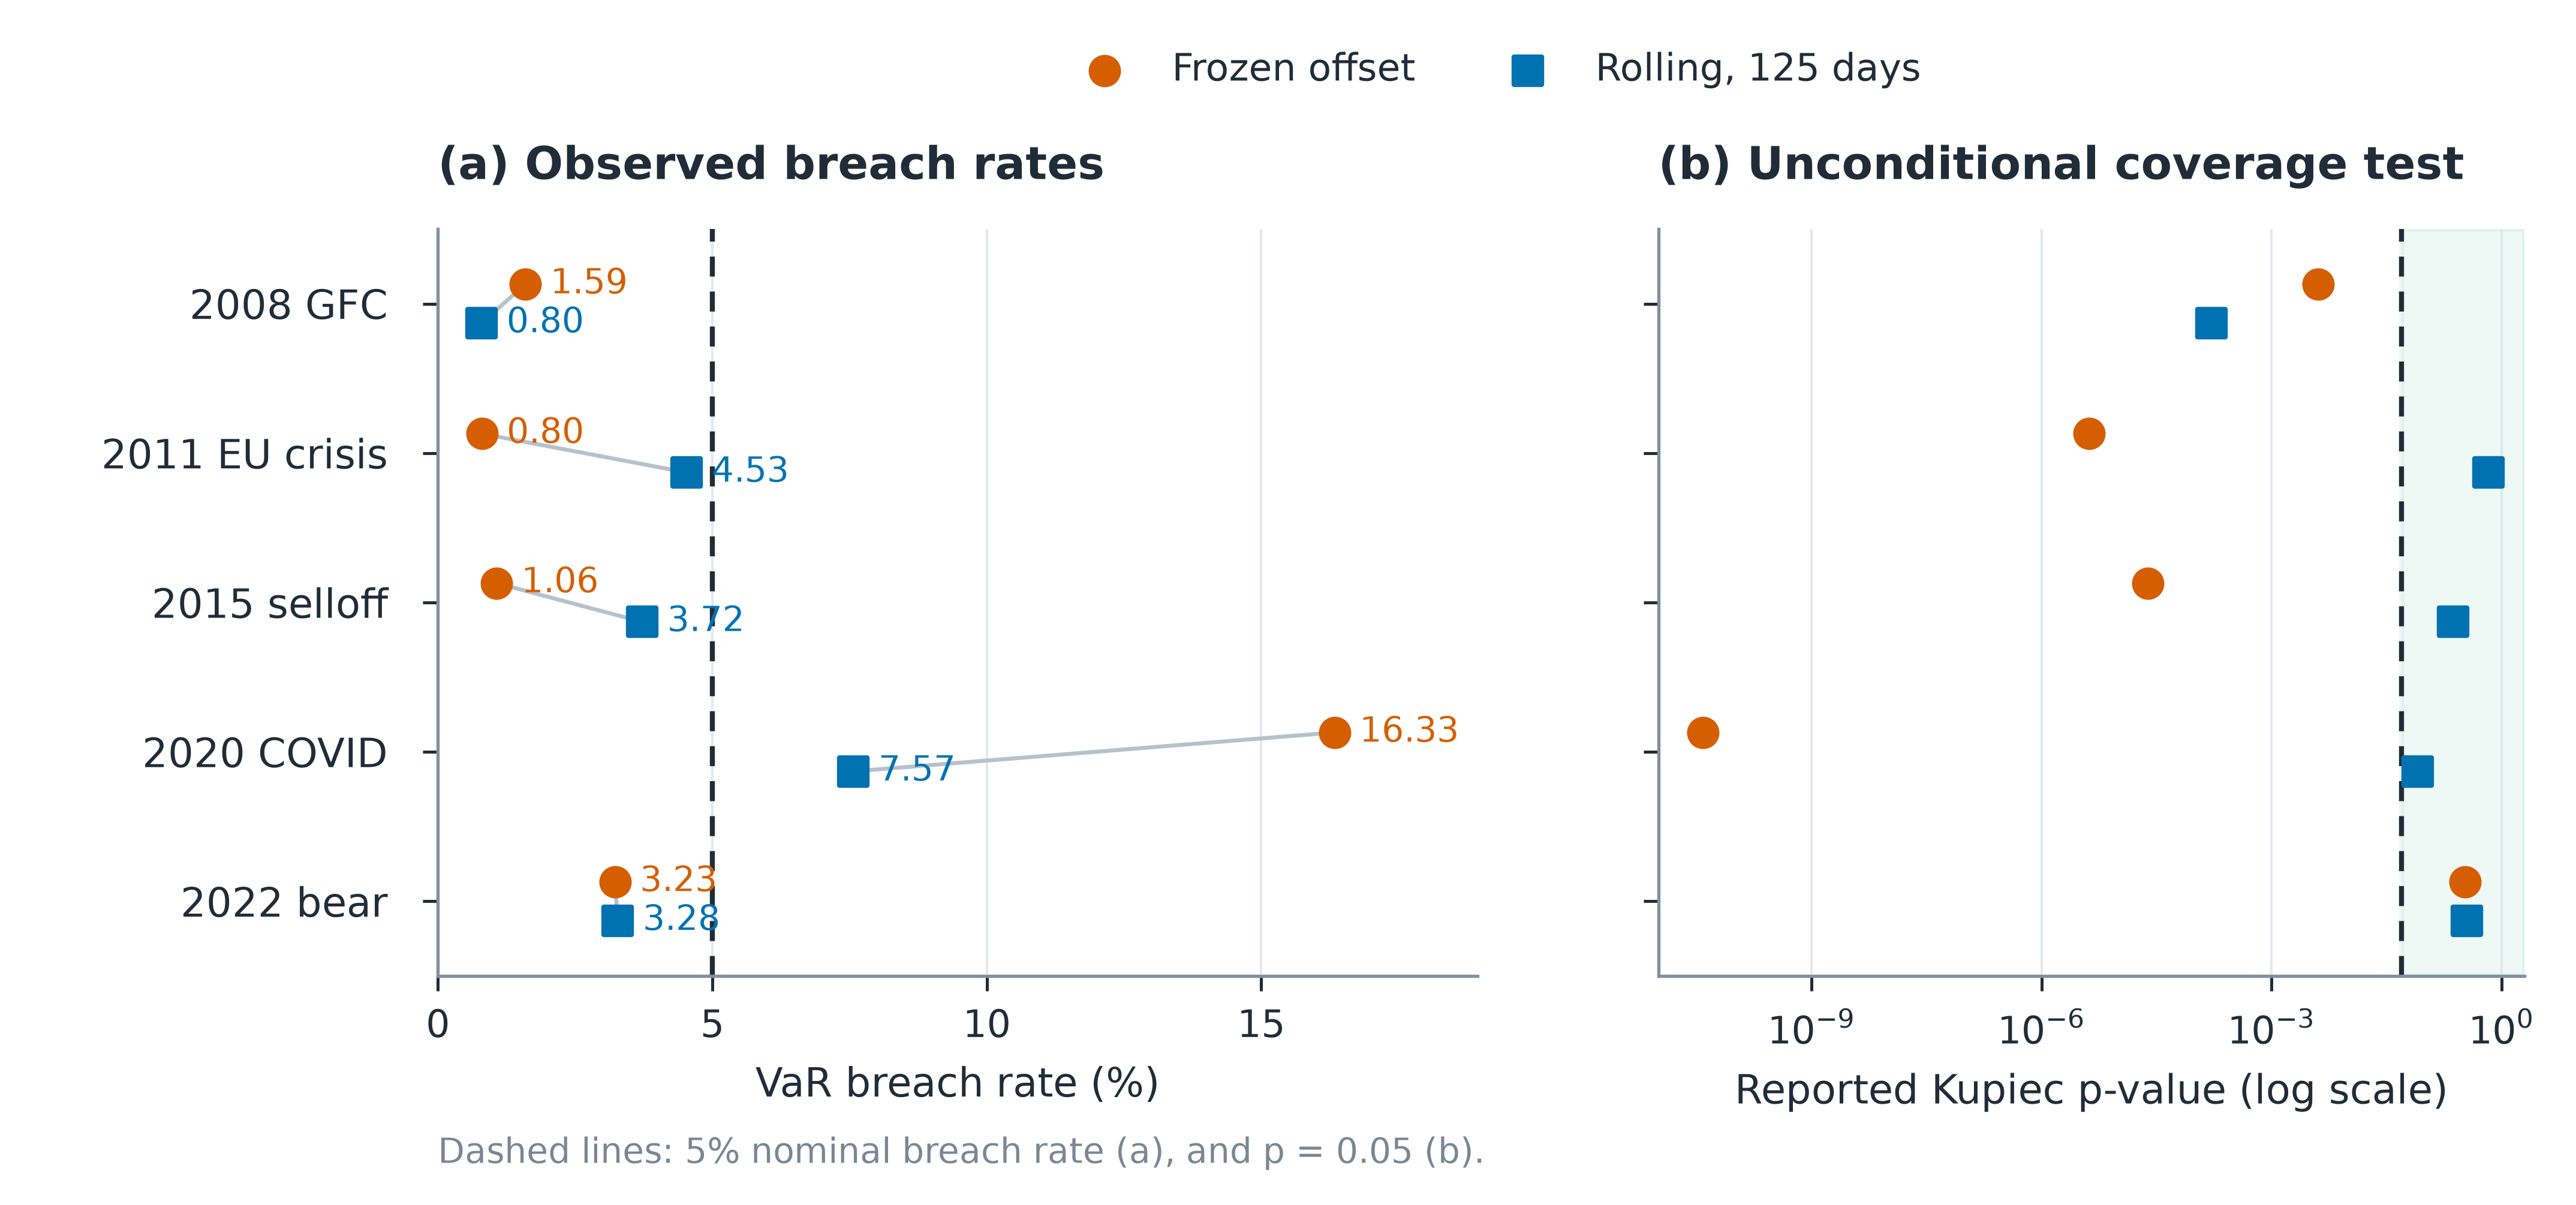 Frozen offset
Rolling, 125 days
(a) Observed breach rates
(b) Unconditional coverage test
2008 GFC
1.59
0.80
2011 EU crisis
0.80
4.53
2015 selloff
1.06
3.72
2020 COVID
16.33
7.57
2022 bear
3.23
3.28
0 5 10 15
VaR breach rate (%)
10⁻⁹ 10⁻⁶ 10⁻³ 10⁰
Reported Kupiec p-value (log scale)
Dashed lines: 5% nominal breach rate (a), and p = 0.05 (b).